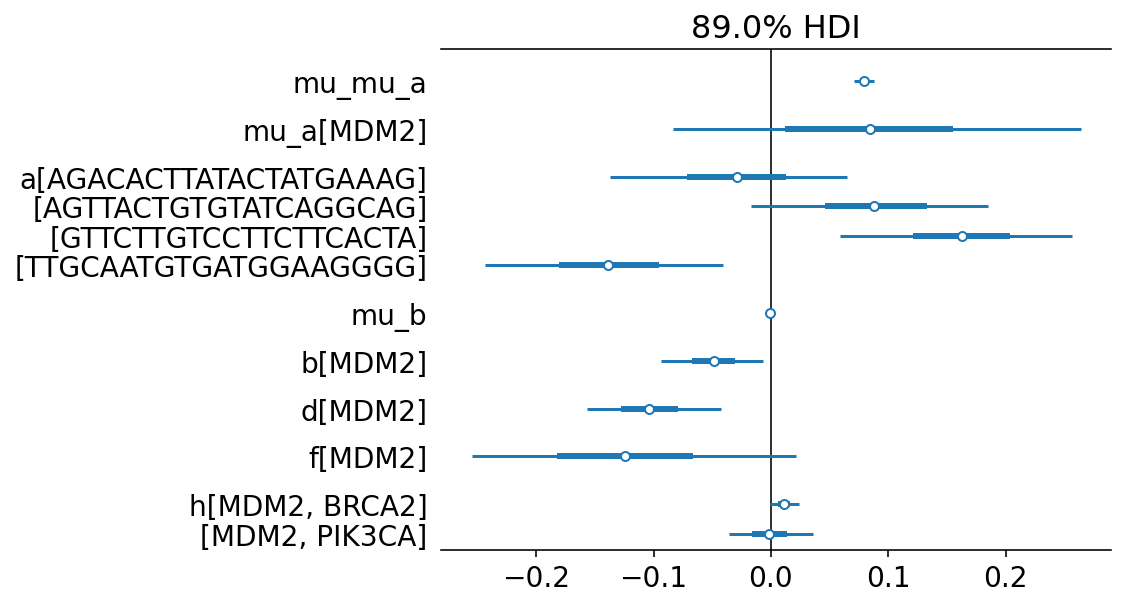 89.0% HDI
mu_mu_a
mu_a[MDM2]
a[AGACACTTATACTATGAAAG]
[AGTTACTGTGTATCAGGCAG]
[GTTCTTGTCCTTCTTCACTA]
[TTGCAATGTGATGGAAGGGG]
mu_b
b[MDM2]
d[MDM2]
f[MDM2]
h[MDM2, BRCA2]
[MDM2, PIK3CA]
−0.2 −0.1 0.0 0.1 0.2